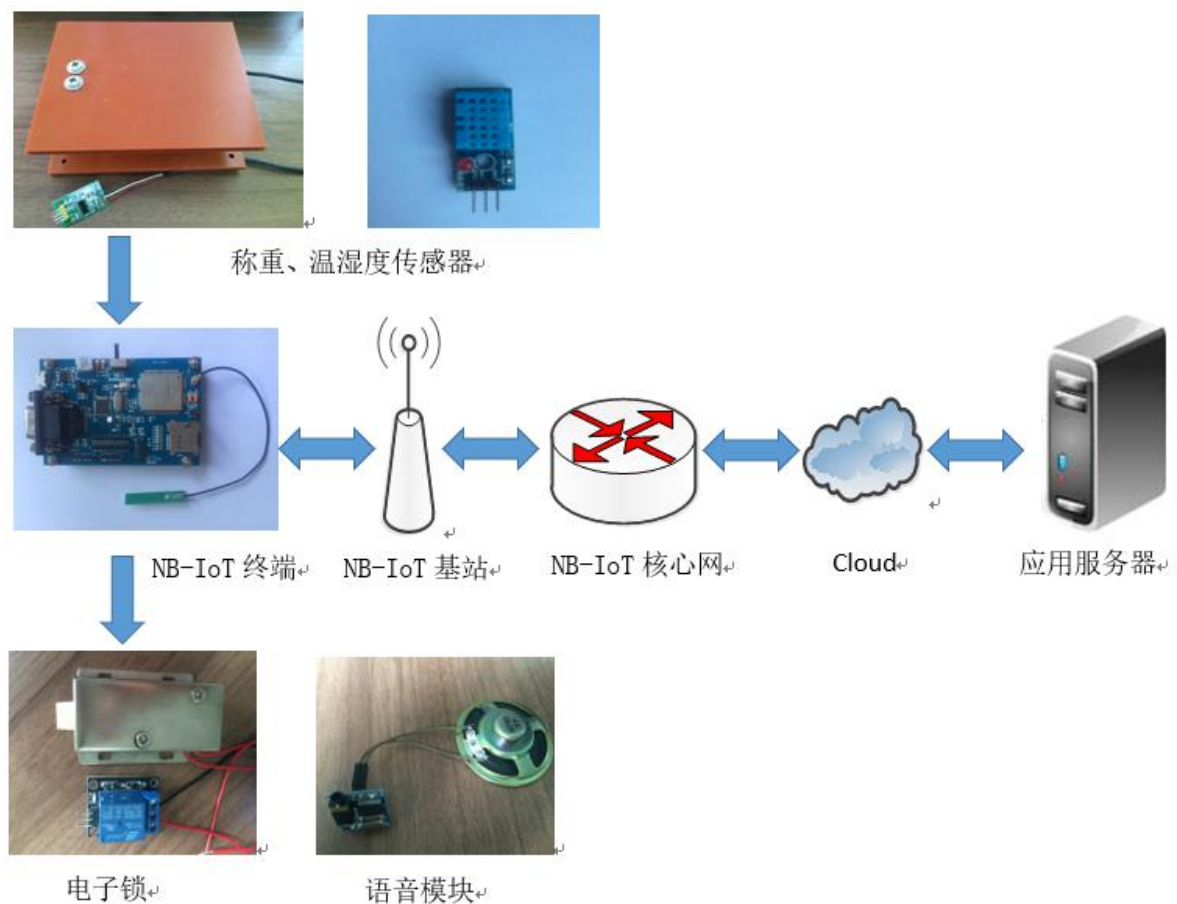 称重、温湿度传感器
NB-IoT 终端
NB-IoT 基站
NB-IoT 核心网
Cloud
应用服务器
电子锁
语音模块